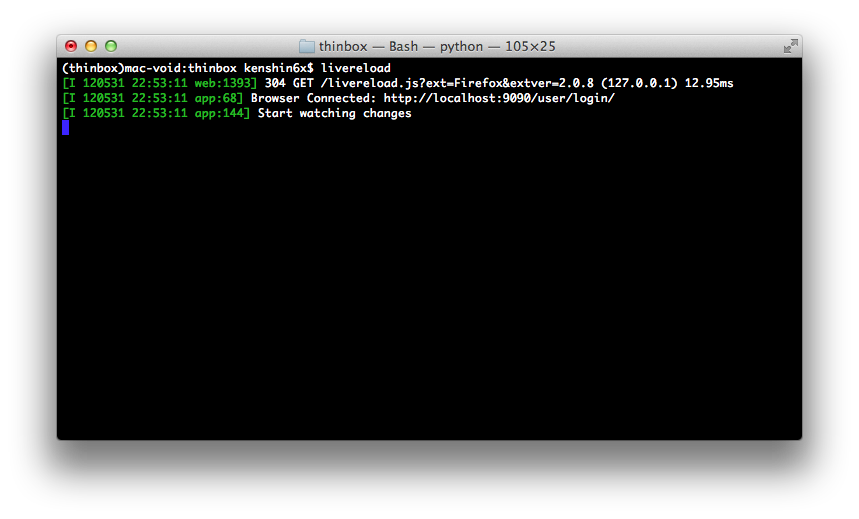 thinbox — Bash — python — 105×25
(thinbox)mac-void:thinbox kenshin6x$ livereload
[I 120531 22:53:11 web:1393] 304 GET /livereload.js?ext=Firefox&extver=2.0.8 (127.0.0.1) 12.95ms
[I 120531 22:53:11 app:68] Browser Connected: http://localhost:9090/user/login/
[I 120531 22:53:11 app:144] Start watching changes